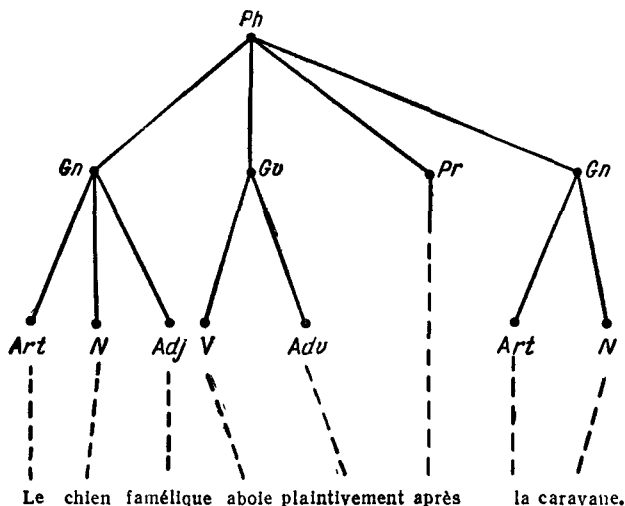 Ph
Gn Gv Pr Gn
Art N Adj V Adv Art N
Le chien famélique aboie plaintivement après la caravane.